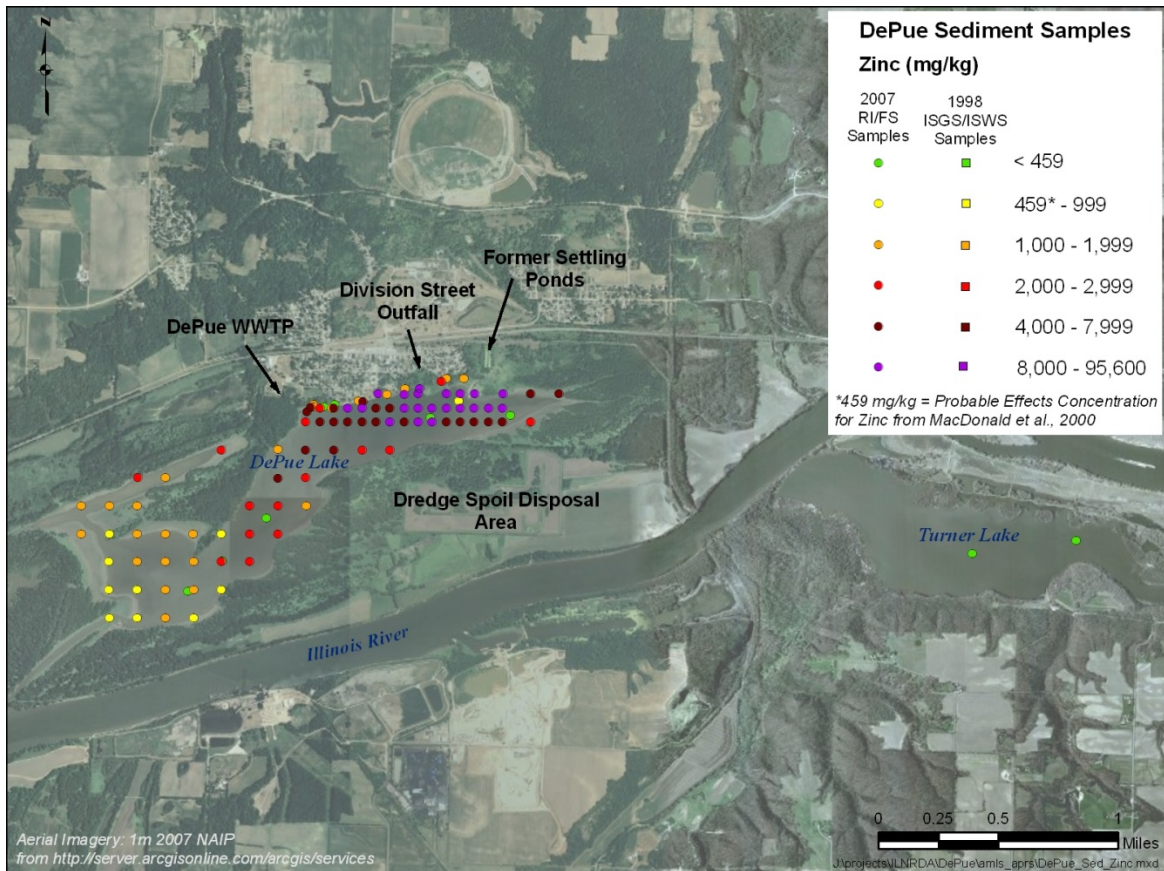 DePue Sediment Samples
Zinc (mg/kg)
2007
RI/FS
Samples
1998
ISGS/ISWS
Samples
< 459
459* - 999
1,000 - 1,999
2,000 - 2,999
4,000 - 7,999
8,000 - 95,600
*459 mg/kg = Probable Effects Concentration
for Zinc from MacDonald et al., 2000
N
Former Settling
Ponds
Division Street
Outfall
DePue WWTP
DePue Lake
Dredge Spoil Disposal
Area
Turner Lake
Illinois River
0 0.25 0.5 1
Miles
Aerial Imagery: 1m 2007 NAIP
from http://server.arcgisonline.com/arcgis/services
J:\projects\ILNRDA\DePue\amls_aprs\DePue_Sed_Zinc.mxd